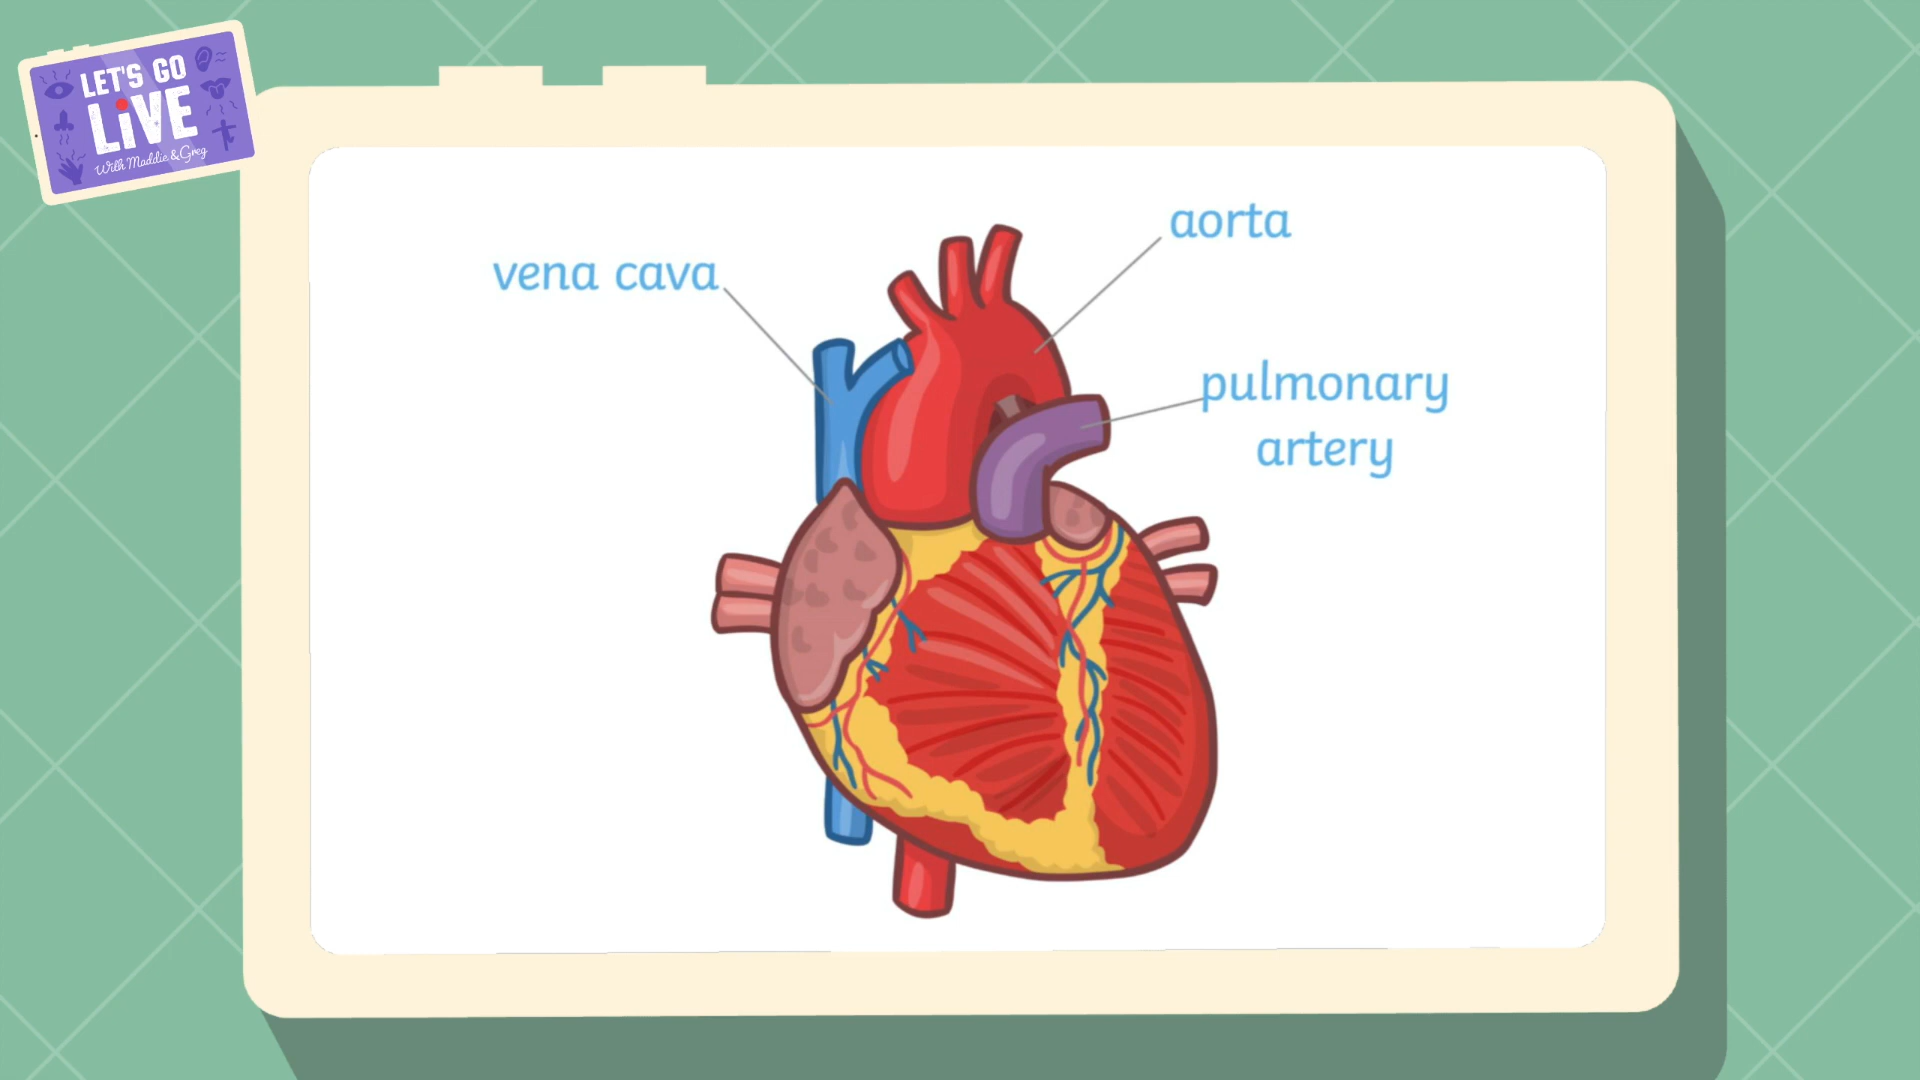 LET'S GO
LiVE
With Maddie & Greg
aorta
vena cava
pulmonary
artery